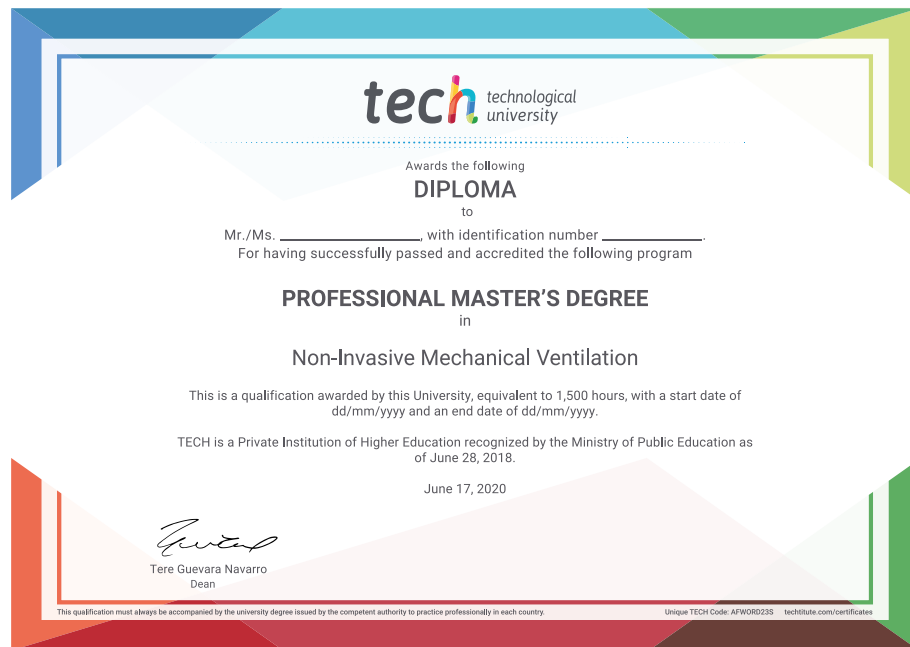 tech technological
university
Awards the following
DIPLOMA
to
Mr./Ms. ____________________, with identification number ______________.
For having successfully passed and accredited the following program
PROFESSIONAL MASTER'S DEGREE
in
Non-Invasive Mechanical Ventilation
This is a qualification awarded by this University, equivalent to 1,500 hours, with a start date of
dd/mm/yyyy and an end date of dd/mm/yyyy.
TECH is a Private Institution of Higher Education recognized by the Ministry of Public Education as
of June 28, 2018.
June 17, 2020
Tere Guevara Navarro
Dean
This qualification must always be accompanied by the university degree issued by the competent authority to practice professionally in each country. Unique TECH Code: AFWORD23S techtitute.com/certificates